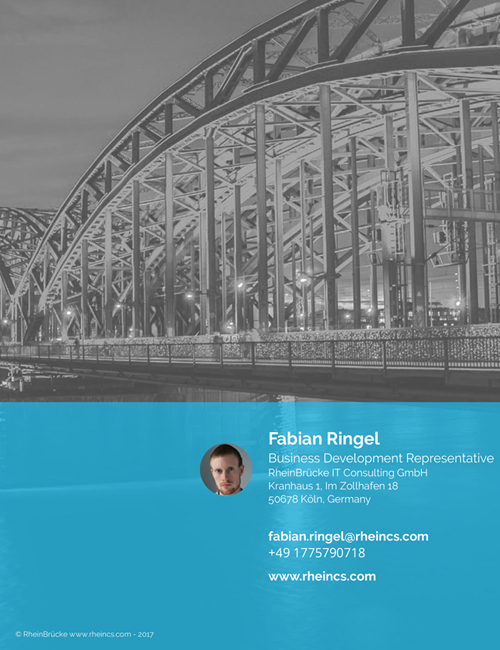 Fabian Ringel
Business Development Representative
RheinBrücke IT Consulting GmbH
Kranhaus 1, Im Zollhafen 18
50678 Köln, Germany
fabian.ringel@rheincs.com
+49 1775790718
www.rheincs.com
© RheinBrücke www.rheincs.com - 2017